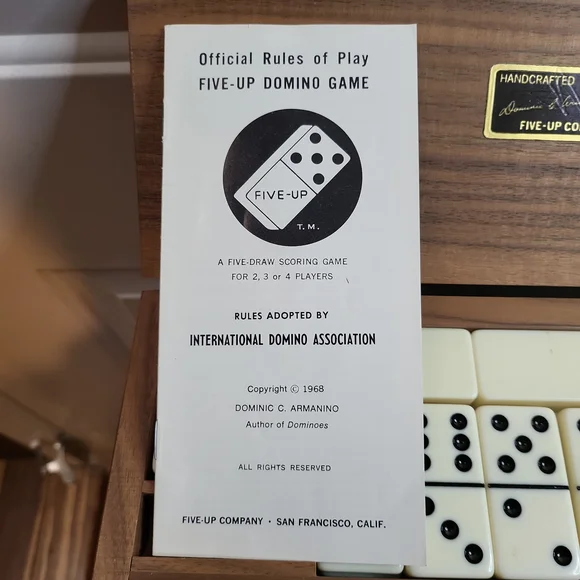 Official Rules of Play
FIVE-UP DOMINO GAME
FIVE-UP
T.M.
A FIVE-DRAW SCORING GAME
FOR 2, 3 or 4 PLAYERS
RULES ADOPTED BY
INTERNATIONAL DOMINO ASSOCIATION
Copyright © 1968
DOMINIC C. ARMANINO
Author of Dominoes
ALL RIGHTS RESERVED
FIVE-UP COMPANY · SAN FRANCISCO, CALIF.
HANDCRAFTED
Dominic C.
FIVE-UP CO